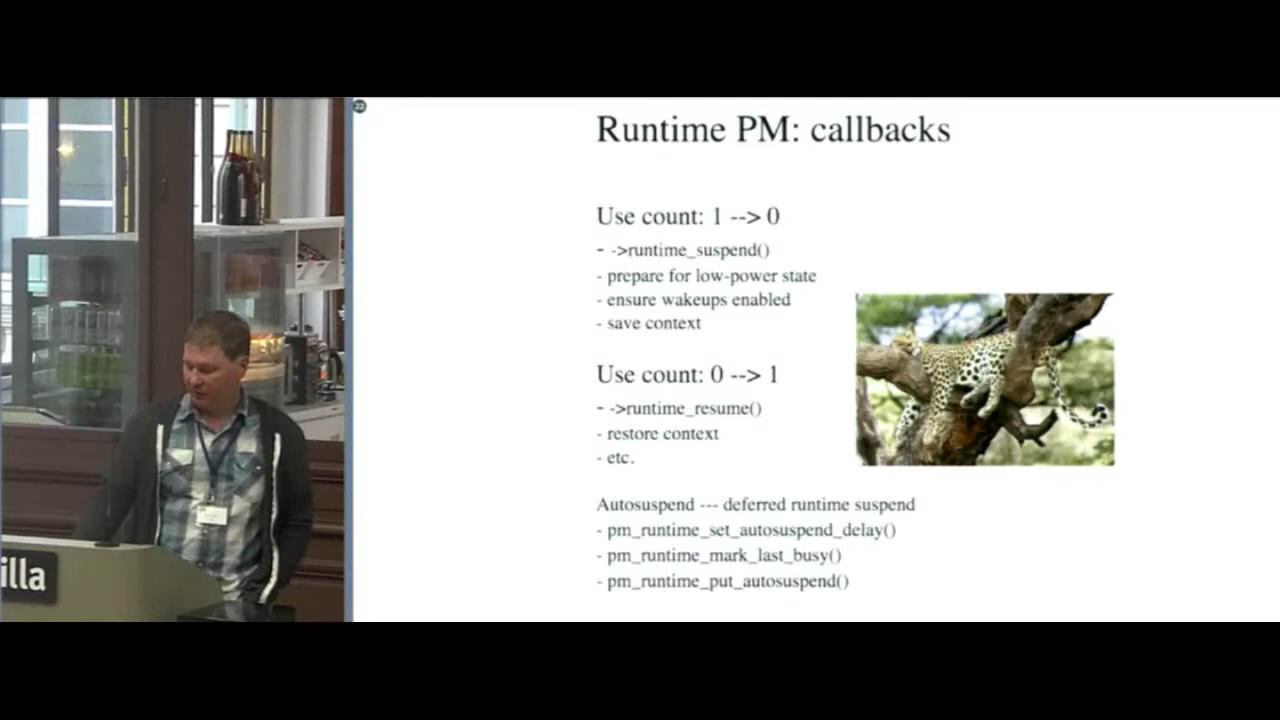 22
Runtime PM: callbacks
Use count: 1 --> 0
- ->runtime_suspend()
- prepare for low-power state
- ensure wakeups enabled
- save context
Use count: 0 --> 1
- ->runtime_resume()
- restore context
- etc.
Autosuspend --- deferred runtime suspend
- pm_runtime_set_autosuspend_delay()
- pm_runtime_mark_last_busy()
- pm_runtime_put_autosuspend()
illa